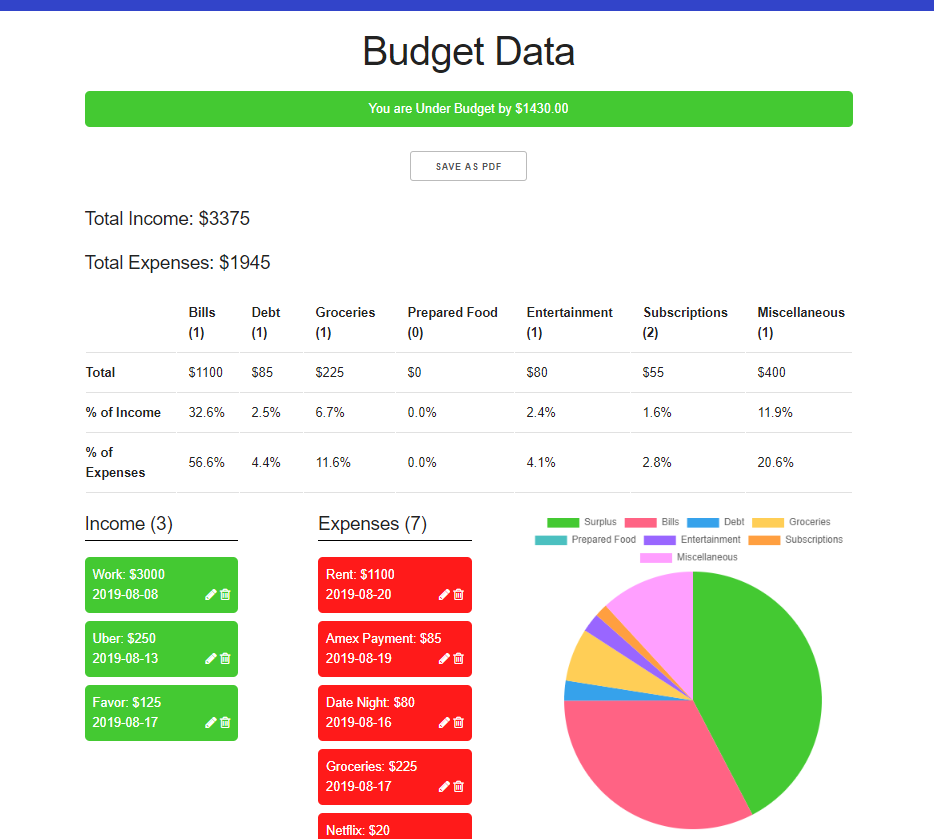 Budget Data
You are Under Budget by $1430.00
SAVE AS PDF
Total Income: $3375
Total Expenses: $1945
Bills (1) Debt (1) Groceries (1) Prepared Food (0) Entertainment (1) Subscriptions (2) Miscellaneous (1)
Total $1100 $85 $225 $0 $80 $55 $400
% of Income 32.6% 2.5% 6.7% 0.0% 2.4% 1.6% 11.9%
% of Expenses 56.6% 4.4% 11.6% 0.0% 4.1% 2.8% 20.6%
Income (3)
Work: $3000
2019-08-08
Uber: $250
2019-08-13
Favor: $125
2019-08-17
Expenses (7)
Rent: $1100
2019-08-20
Amex Payment: $85
2019-08-19
Date Night: $80
2019-08-16
Groceries: $225
2019-08-17
Netflix: $20
Surplus Bills Debt Groceries
Prepared Food Entertainment Subscriptions
Miscellaneous